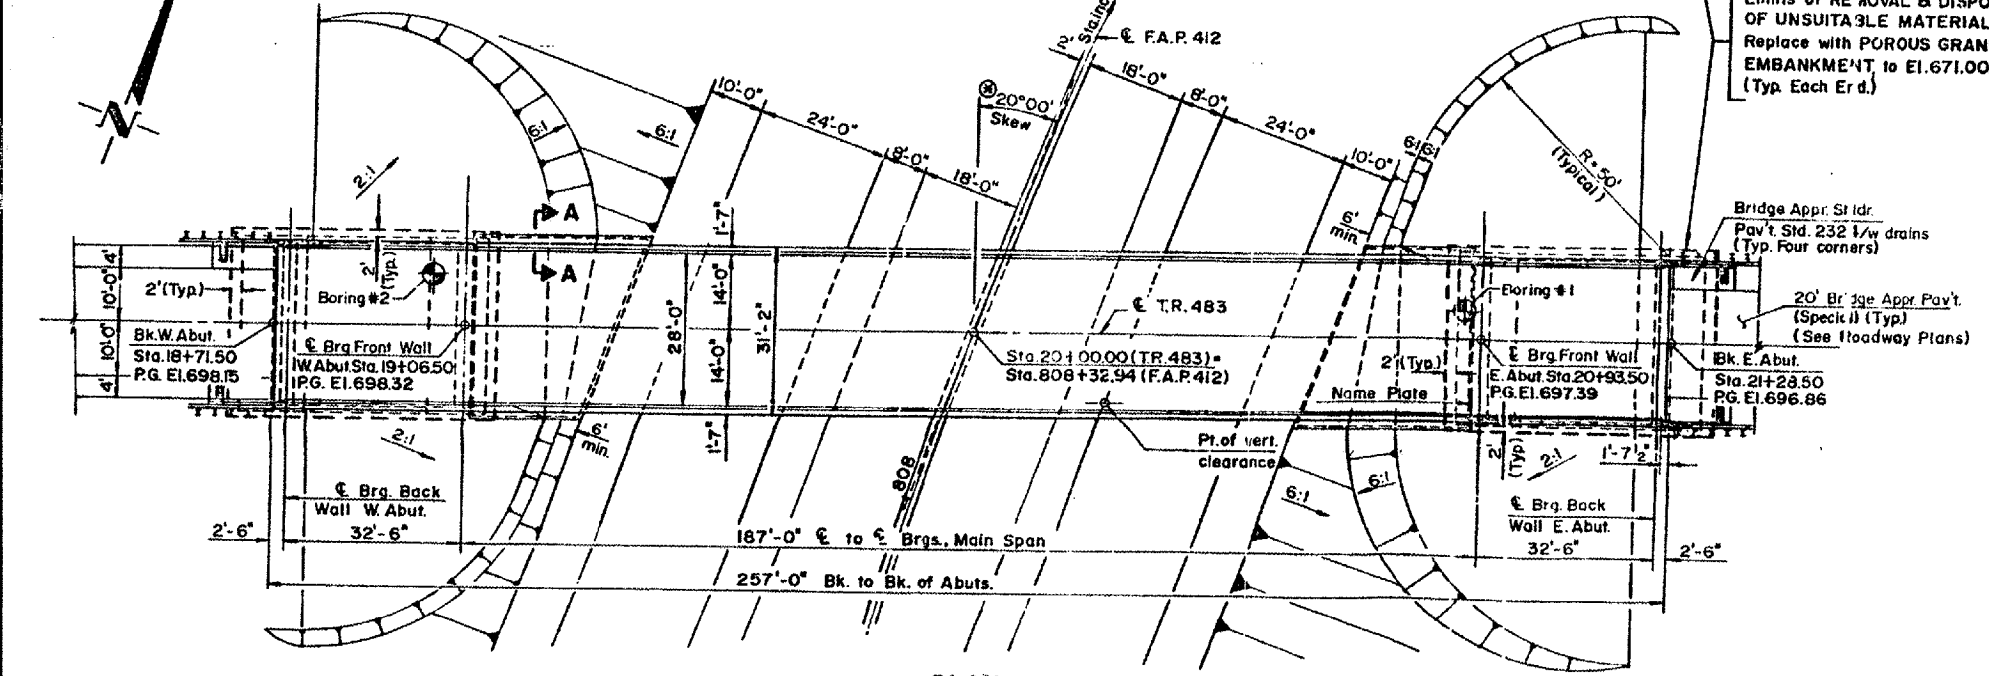 OF UNSUITABLE MATERIAL
Replace with POROUS GRAN
EMBANKMENT to El.671.00
(Typ. Each End.)
Sta.inc
2'
℄ F.A.P. 412
18'-0"
8'-0"
24'-0"
10'-0"
⊛ 20°00'
Skew
10'-0"
24'-0"
8'-0"
18'-0"
6:1
6:1
6:1
6:1
2:1
R=50'
(Typical)
N
A
A
6'
min.
1'-7"
Bridge Appr. Shldr.
Pav't. Std. 232 1/w drains
(Typ. Four corners)
4'
10'-0"
10'-0"
4'
2'(Typ.)
2'
(Typ.)
Boring #2
Boring #1
℄ T.R. 483
20' Bridge Appr. Pav't.
(Special) (Typ.)
(See Roadway Plans)
Bk.W.Abut.
Sta.18+71.50
P.G. El.698.15
℄ Brg.Front Wall
W.Abut.Sta.19+06.50
P.G. El.698.32
28'-0"
14'-0"
14'-0"
31'-2"
Sta.20+00.00(TR.483)=
Sta.808+32.94(F.A.P.412)
2'(Typ.)
℄ Brg.Front Wall
E.Abut.Sta.20+93.50
P.G.El.697.39
Bk. E. Abut.
Sta.21+28.50
P.G. El.696.86
Name Plate
Pt.of vert.
clearance
2:1
6'
min.
1'-7"
808
2'
(Typ)
2:1
1'-7½"
℄ Brg. Back
Wall W. Abut.
6:1
6:1
℄ Brg. Back
Wall E. Abut.
2'-6"
32'-6"
187'-0" ℄ to ℄ Brgs., Main Span
32'-6"
2'-6"
257'-0" Bk. to Bk. of Abuts.